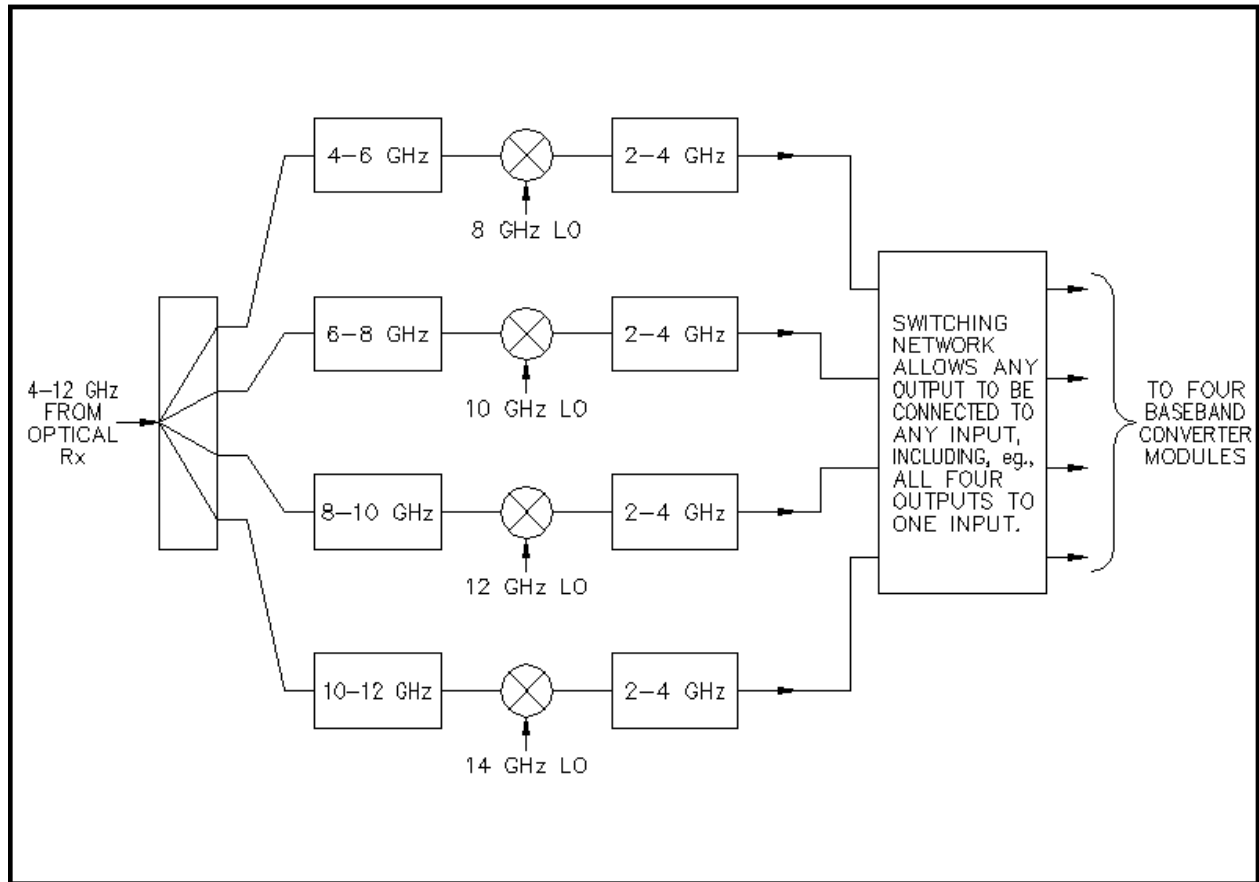 4-6 GHz
2-4 GHz
8 GHz LO
6-8 GHz
2-4 GHz
10 GHz LO
4-12 GHz
FROM
OPTICAL
Rx
8-10 GHz
2-4 GHz
12 GHz LO
10-12 GHz
2-4 GHz
14 GHz LO
SWITCHING
NETWORK
ALLOWS ANY
OUTPUT TO BE
CONNECTED TO
ANY INPUT,
INCLUDING, eg.,
ALL FOUR
OUTPUTS TO
ONE INPUT.
TO FOUR
BASEBAND
CONVERTER
MODULES